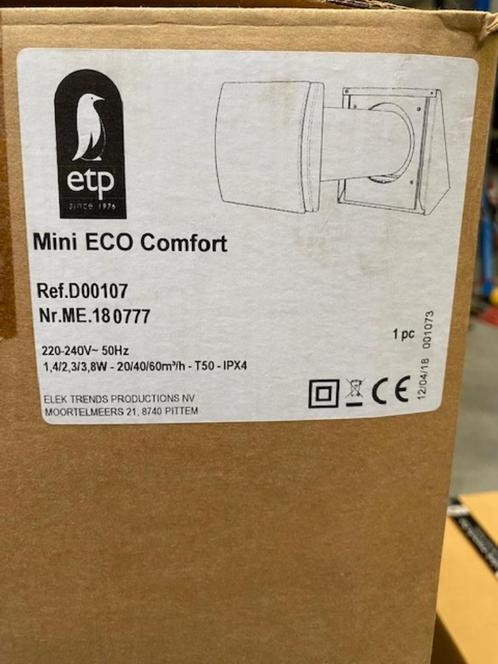 etp
since 1976
Mini ECO Comfort
Ref.D00107
Nr.ME.180777
1 pc
12/04/18 001073
220-240V~ 50Hz
1,4/2,3/3,8W - 20/40/60m³/h - T50 - IPX4
CE
ELEK TRENDS PRODUCTIONS NV
MOORTELMEERS 21, 8740 PITTEM